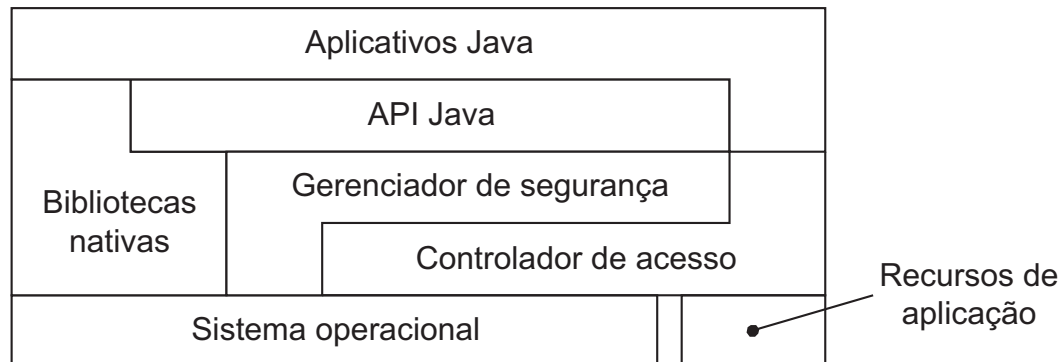 Aplicativos Java
API Java
Gerenciador de segurança
Bibliotecas
nativas
Controlador de acesso
Recursos de
aplicação
Sistema operacional